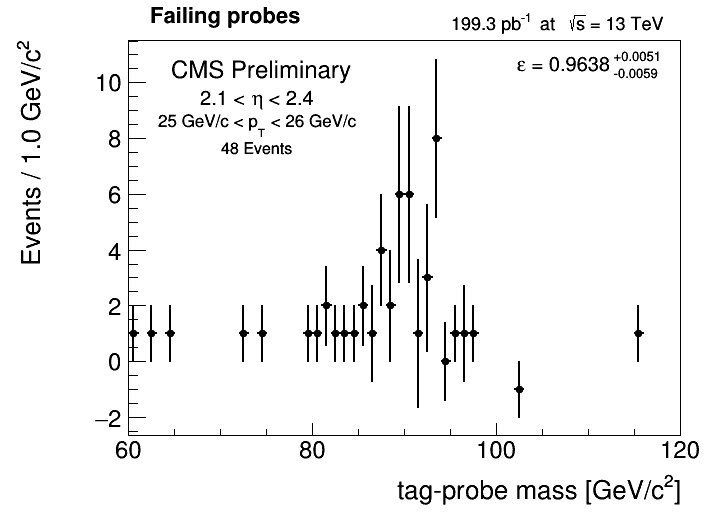 Failing probes
199.3 pb⁻¹ at √s = 13 TeV
CMS Preliminary
2.1 < η < 2.4
25 GeV/c < p_T < 26 GeV/c
48 Events
ε = 0.9638 +0.0051 -0.0059
Events / 1.0 GeV/c²
10
8
6
4
2
0
−2
60 80 100 120
tag-probe mass [GeV/c²]